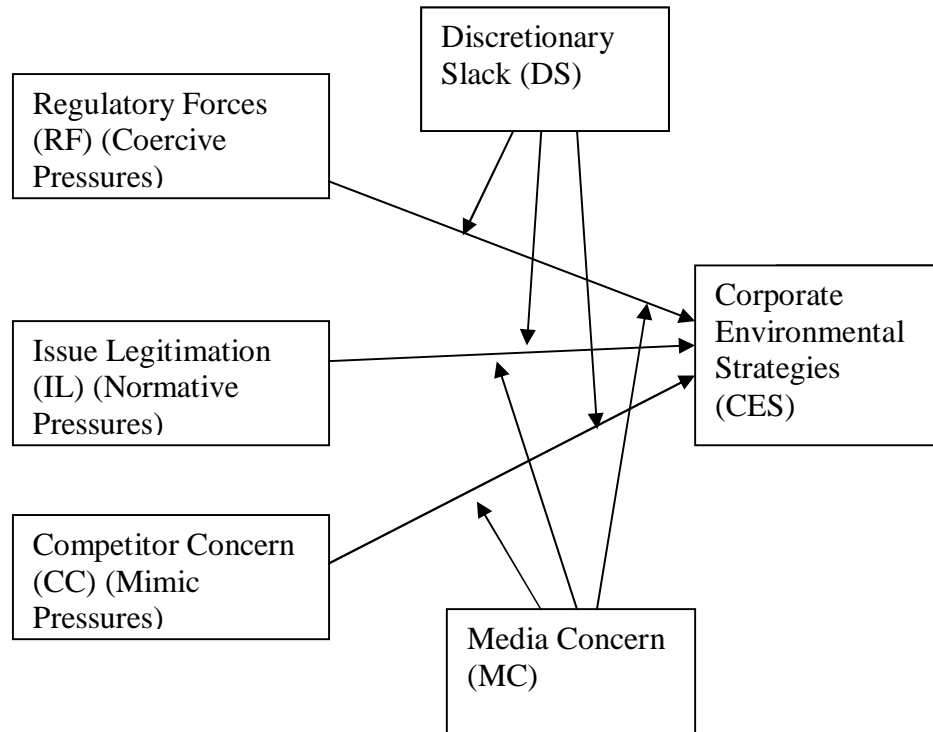 Discretionary
Slack (DS)
Regulatory Forces
(RF) (Coercive
Pressures)
Corporate
Environmental
Strategies
(CES)
Issue Legitimation
(IL) (Normative
Pressures)
Competitor Concern
(CC) (Mimic
Pressures)
Media Concern
(MC)